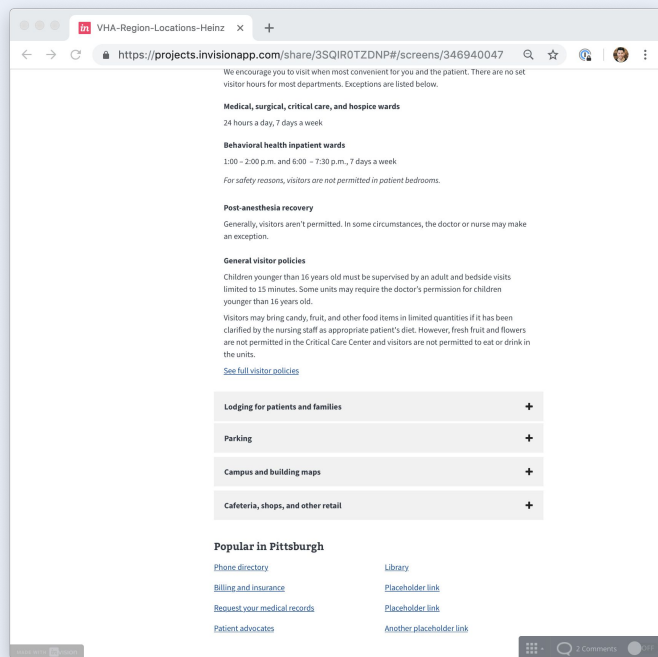 in VHA-Region-Locations-Heinz
https://projects.invisionapp.com/share/3SQIR0TZDNP#/screens/346940047
We encourage you to visit when most convenient for you and the patient. There are no set
visitor hours for most departments. Exceptions are listed below.
Medical, surgical, critical care, and hospice wards
24 hours a day, 7 days a week
Behavioral health inpatient wards
1:00 – 2:00 p.m. and 6:00 – 7:30 p.m., 7 days a week
For safety reasons, visitors are not permitted in patient bedrooms.
Post-anesthesia recovery
Generally, visitors aren't permitted. In some circumstances, the doctor or nurse may make
an exception.
General visitor policies
Children younger than 16 years old must be supervised by an adult and bedside visits
limited to 15 minutes. Some units may require the doctor's permission for children
younger than 16 years old.
Visitors may bring candy, fruit, and other food items in limited quantities if it has been
clarified by the nursing staff as appropriate patient's diet. However, fresh fruit and flowers
are not permitted in the Critical Care Center and visitors are not permitted to eat or drink in
the units.
See full visitor policies
Lodging for patients and families
Parking
Campus and building maps
Cafeteria, shops, and other retail
Popular in Pittsburgh
Phone directory
Library
Billing and insurance
Placeholder link
Request your medical records
Placeholder link
Patient advocates
Another placeholder link
2 Comments